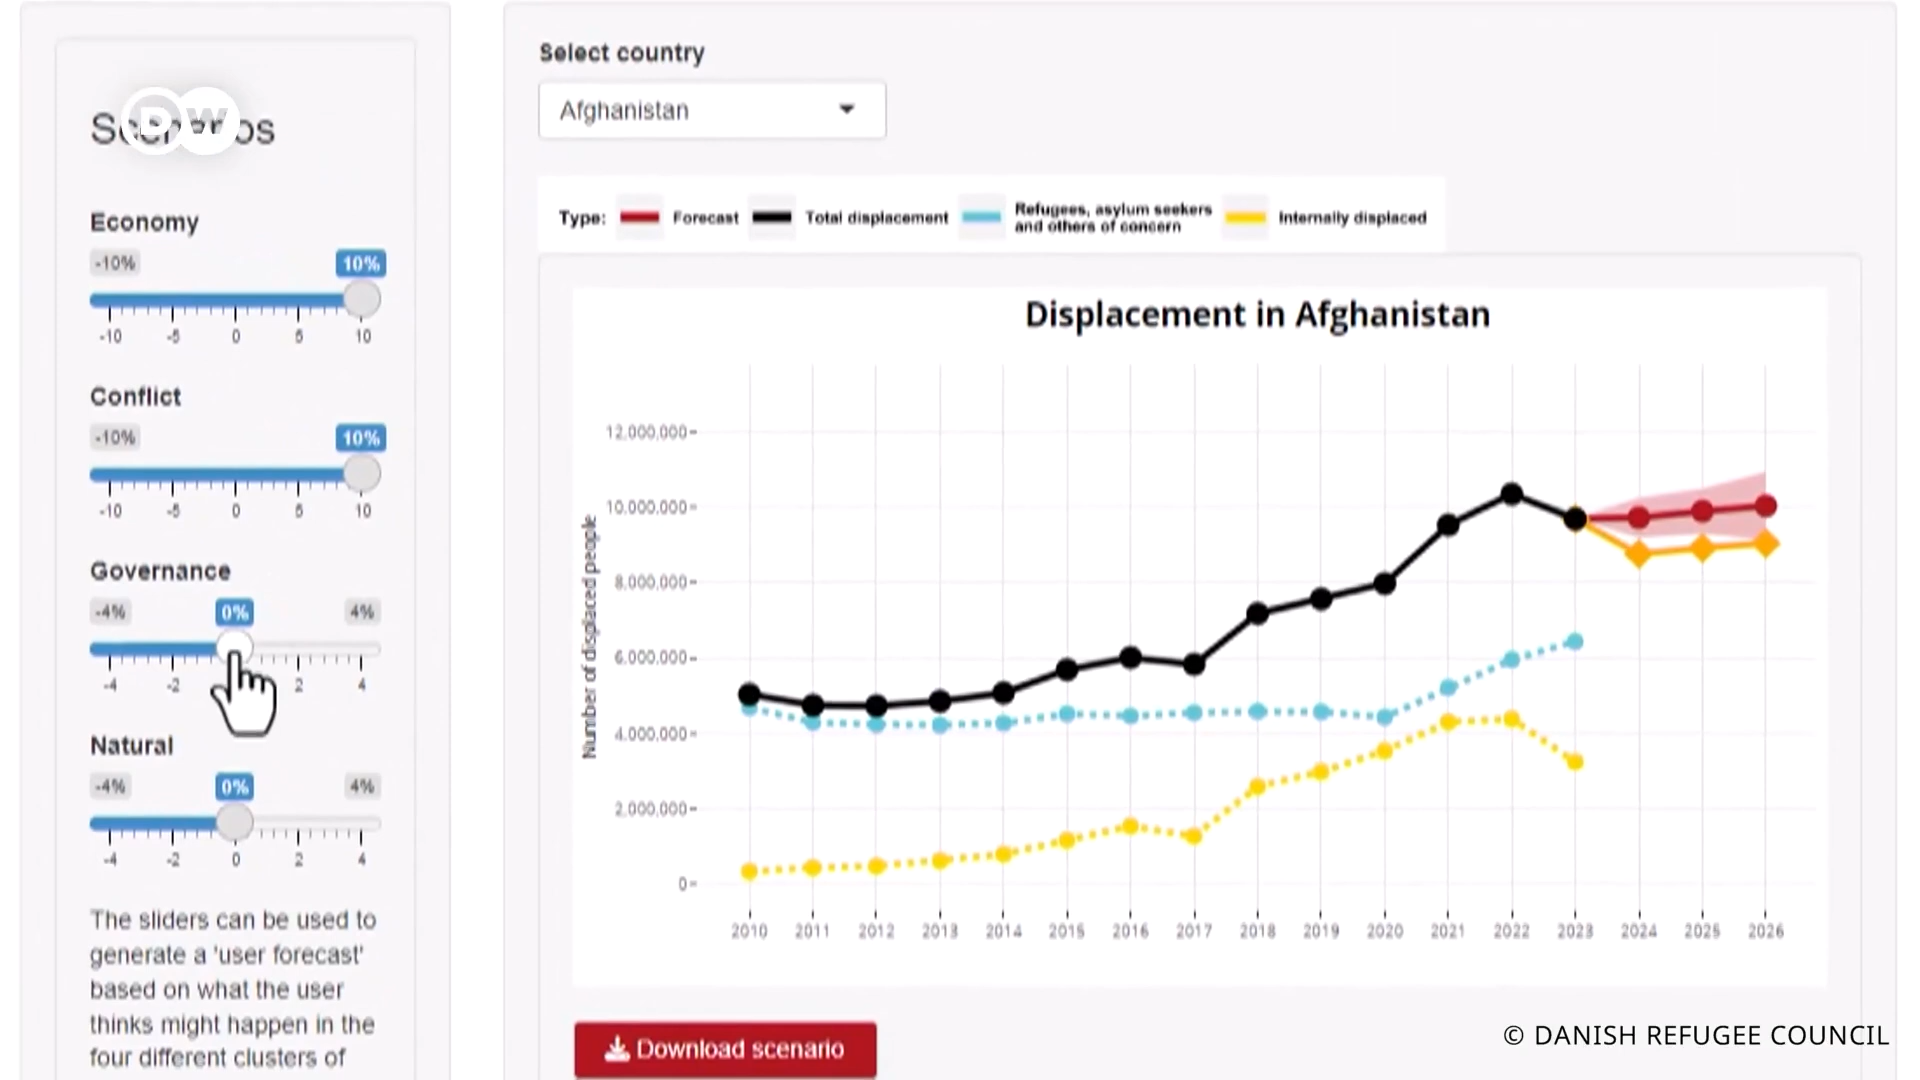 Scenarios
DW
Economy
-10% 10%
-10 -5 0 5 10
Conflict
-10% 10%
-10 -5 0 5 10
Governance
-4% 0% 4%
-4 -2 2 4
Natural
-4% 0% 4%
-4 -2 0 2 4
The sliders can be used to
generate a 'user forecast'
based on what the user
thinks might happen in the
four different clusters of
Select country
Afghanistan
Type: Forecast Total displacement Refugees, asylum seekers
and others of concern Internally displaced
Displacement in Afghanistan
Number of displaced people
12,000,000
10,000,000
8,000,000
6,000,000
4,000,000
2,000,000
0
2010 2011 2012 2013 2014 2015 2016 2017 2018 2019 2020 2021 2022 2023 2024 2025 2026
Download scenario
© DANISH REFUGEE COUNCIL